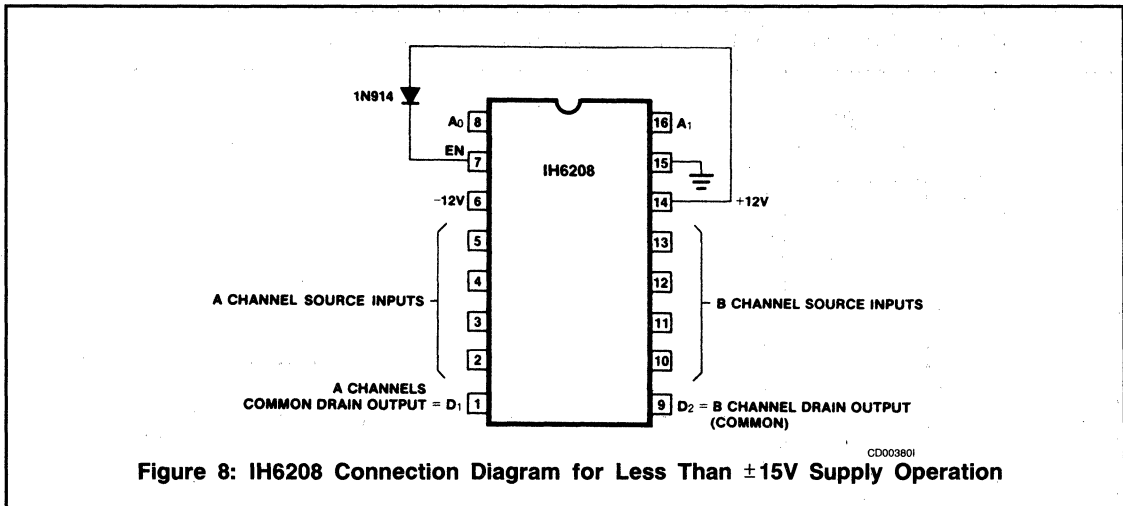 1N914
A0 8
16 A1
EN
7
15
IH6208
-12V 6
14 +12V
5
13
4
12
A CHANNEL SOURCE INPUTS
B CHANNEL SOURCE INPUTS
3
11
2
10
A CHANNELS
COMMON DRAIN OUTPUT = D1 1
9 D2 = B CHANNEL DRAIN OUTPUT
(COMMON)
CD00380I
Figure 8: IH6208 Connection Diagram for Less Than ±15V Supply Operation